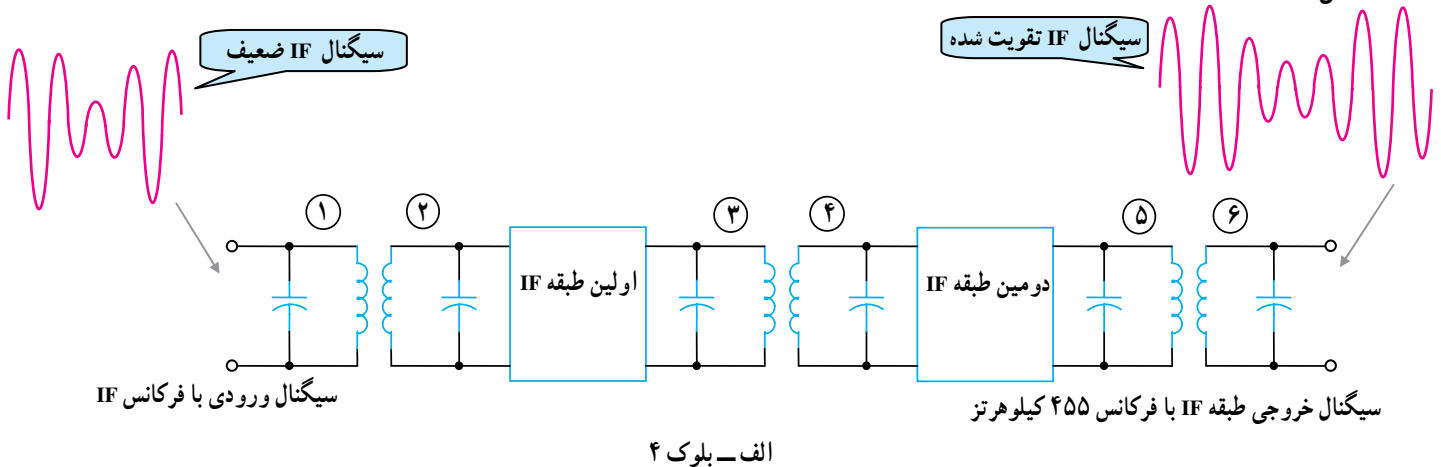 سیگنال IF تقویت شده
سیگنال IF ضعیف
۱ ۲ ۳ ۴ ۵ ۶
اولین طبقه IF
دومین طبقه IF
سیگنال ورودی با فرکانس IF
سیگنال خروجی طبقه IF با فرکانس ۴۵۵ کیلوهرتز
الف ــ بلوک ۴